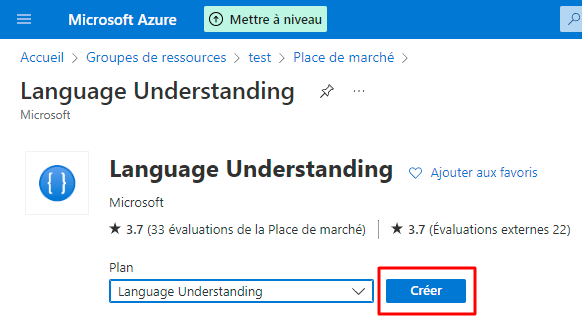 Microsoft Azure
Mettre à niveau
Accueil > Groupes de ressources > test > Place de marché >
Language Understanding
Microsoft
{ }
Language Understanding
Ajouter aux favoris
Microsoft
★ 3.7 (33 évaluations de la Place de marché) | ★ 3.7 (Évaluations externes 22)
Plan
Language Understanding
Créer